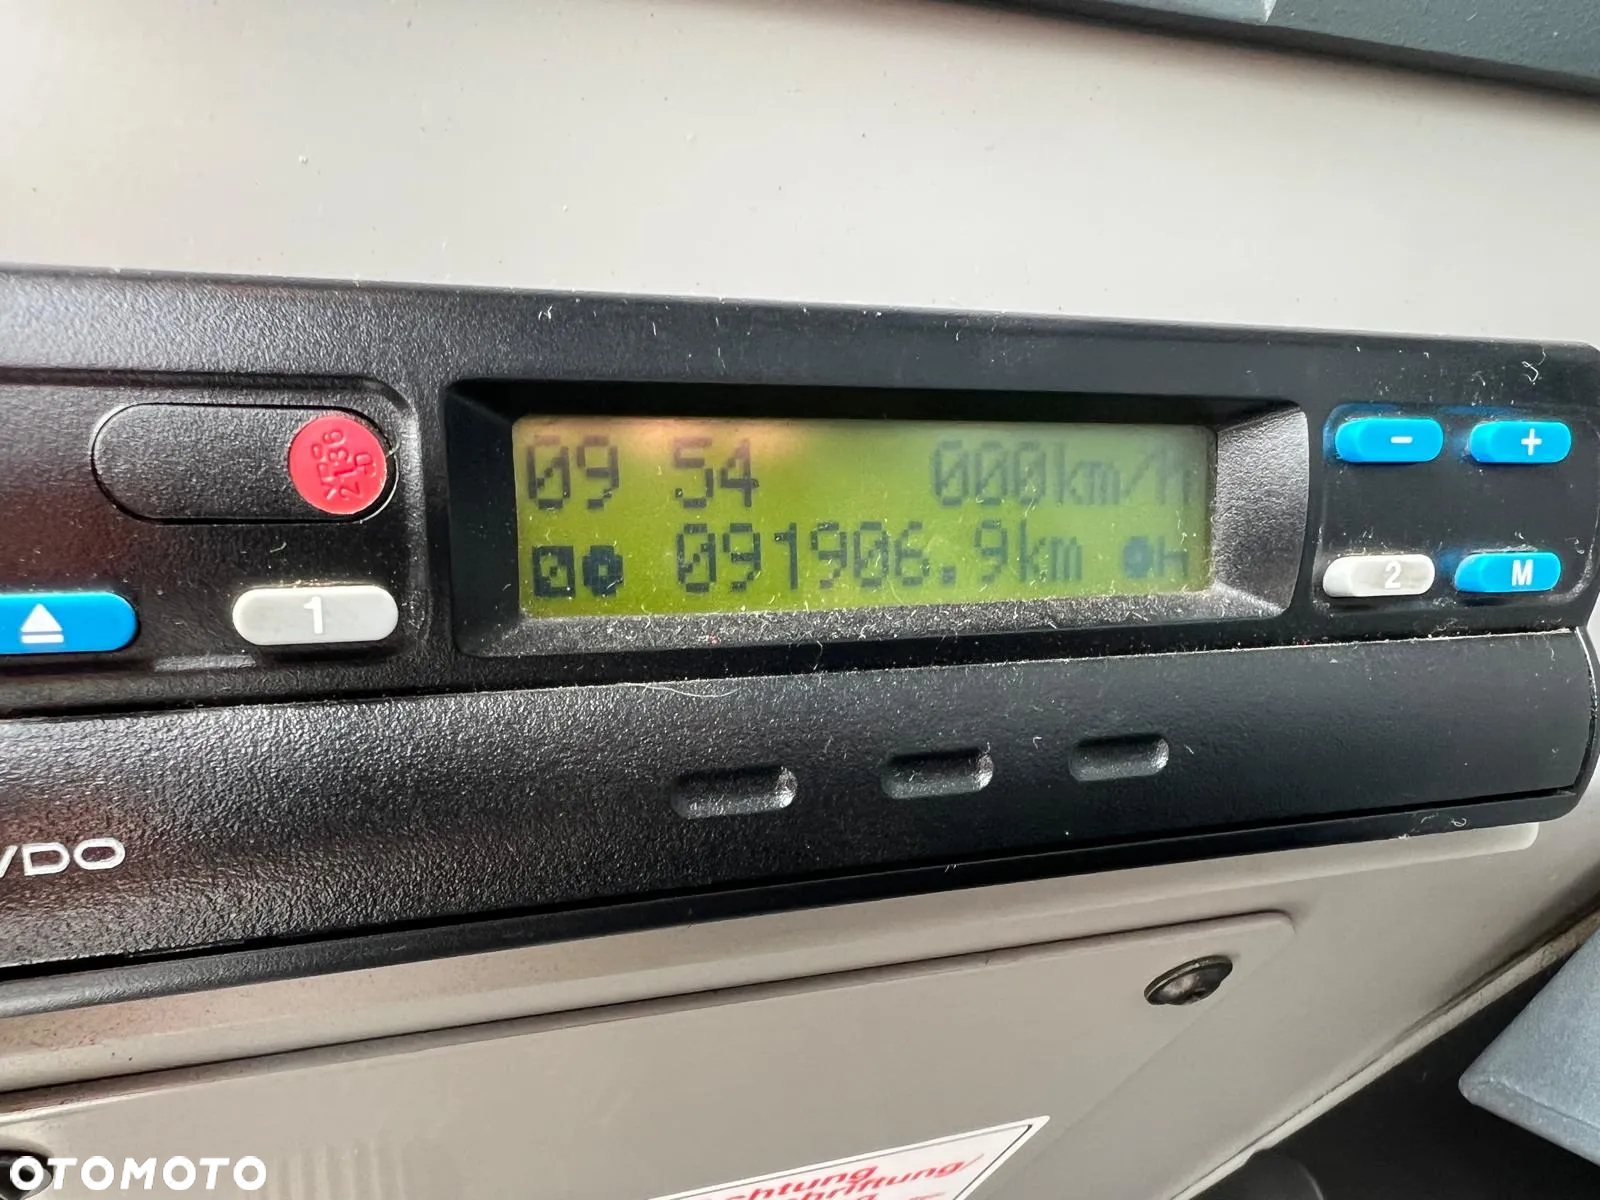 09 54 000km/h
091906.9km
- +
1
2 M
VDO
OTOMOTO